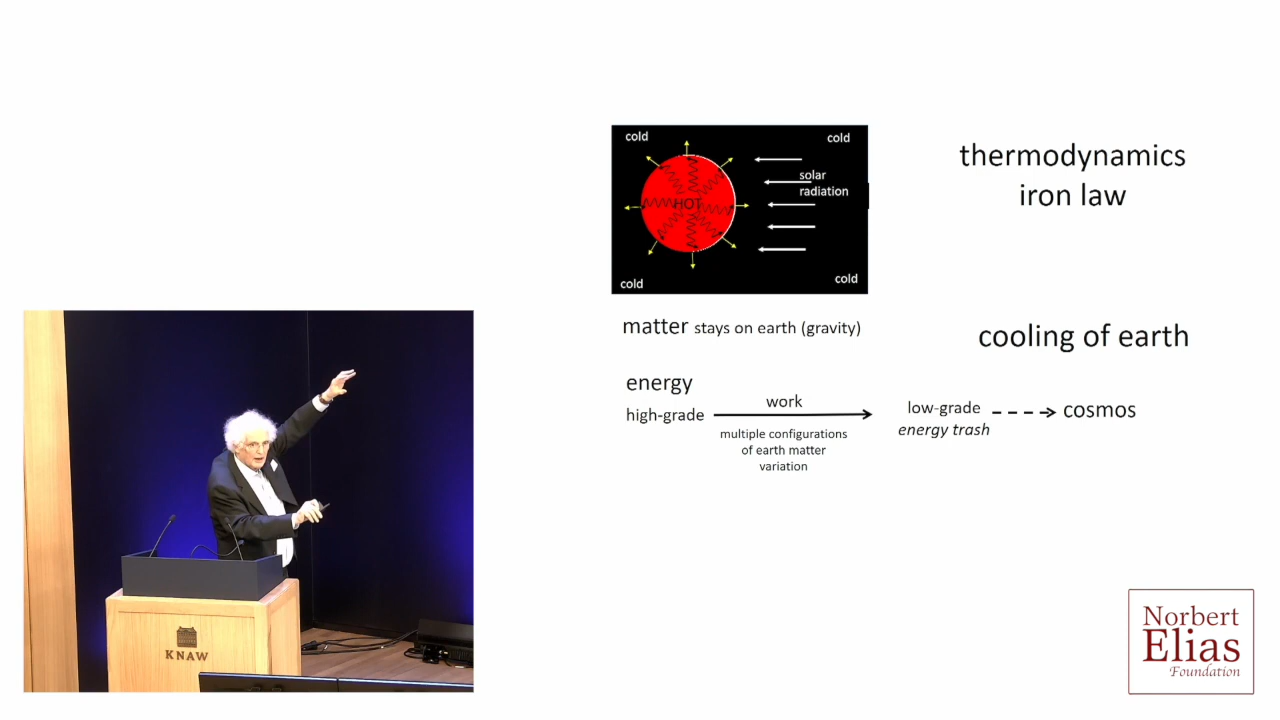 cold
cold
solar
radiation
HOT
cold
cold
thermodynamics
iron law
matter stays on earth (gravity)
cooling of earth
energy
high-grade
work
multiple configurations
of earth matter
variation
low-grade
energy trash
cosmos
KNAW
Norbert
Elias
Foundation